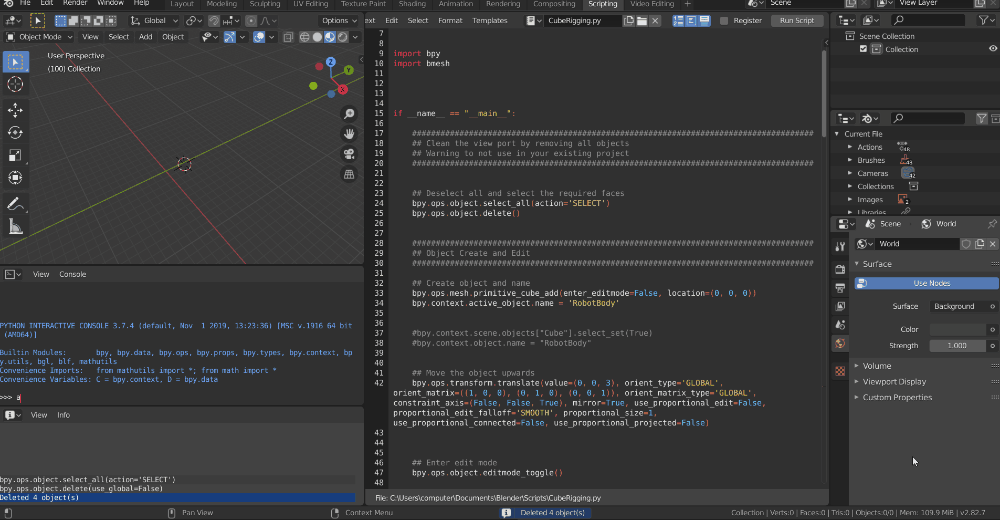 File Edit Render Window Help Layout Modeling Sculpting UV Editing Texture Paint Shading Animation Rendering Compositing Scripting Video Editing Scene View Layer
Global Options
ext Edit Select Format Templates CubeRigging.py Register Run Script
Object Mode View Select Add Object
User Perspective
(100) Collection
Z
Y
X
7
8
9 import bpy
10 import bmesh
11
12
13
14
15 if __name__ == "__main__":
16
17 ####################################################################################
18 ## Clean the view port by removing all objects
19 ## Warning to not use in your existing project
20 ####################################################################################
21
22
23 ## Deselect all and select the required faces
24 bpy.ops.object.select_all(action='SELECT')
25 bpy.ops.object.delete()
26
27
28 ####################################################################################
29 ## Object Create and Edit
30 ####################################################################################
31
32 ## Create object and name
33 bpy.ops.mesh.primitive_cube_add(enter_editmode=False, location=(0, 0, 0))
34 bpy.context.active_object.name = 'RobotBody'
35
36
37 #bpy.context.scene.objects["Cube"].select_set(True)
38 #bpy.context.object.name = "RobotBody"
39
40
41 ## Move the object upwards
42 bpy.ops.transform.translate(value=(0, 0, 3), orient_type='GLOBAL',
orient_matrix=((1, 0, 0), (0, 1, 0), (0, 0, 1)), orient_matrix_type='GLOBAL',
constraint_axis=(False, False, True), mirror=True, use_proportional_edit=False,
proportional_edit_falloff='SMOOTH', proportional_size=1,
use_proportional_connected=False, use_proportional_projected=False)
43
44
45
46 ## Enter edit mode
47 bpy.ops.object.editmode_toggle()
48
File: C:\Users\computer\Documents\Blender\Scripts\CubeRigging.py
View Console
PYTHON INTERACTIVE CONSOLE 3.7.4 (default, Nov 1 2019, 13:23:36) [MSC v.1916 64 bit
(AMD64)]
Builtin Modules: bpy, bpy.data, bpy.ops, bpy.props, bpy.types, bpy.context, bp
y.utils, bgl, blf, mathutils
Convenience Imports: from mathutils import *; from math import *
Convenience Variables: C = bpy.context, D = bpy.data
>>> a
View Info
bpy.ops.object.select_all(action='SELECT')
bpy.ops.object.delete(use_global=False)
Deleted 4 object(s)
Scene Collection
Collection
Current File
Actions 48
Brushes 43
Cameras 42
Collections
Images 2
Libraries
Scene World
World
Surface
Use Nodes
Surface Background
Color
Strength 1.000
Volume
Viewport Display
Custom Properties
Pan View Context Menu Deleted 4 object(s) Collection | Verts:0 | Faces:0 | Tris:0 | Objects:0/0 | Mem: 109.9 MiB | v2.82.7